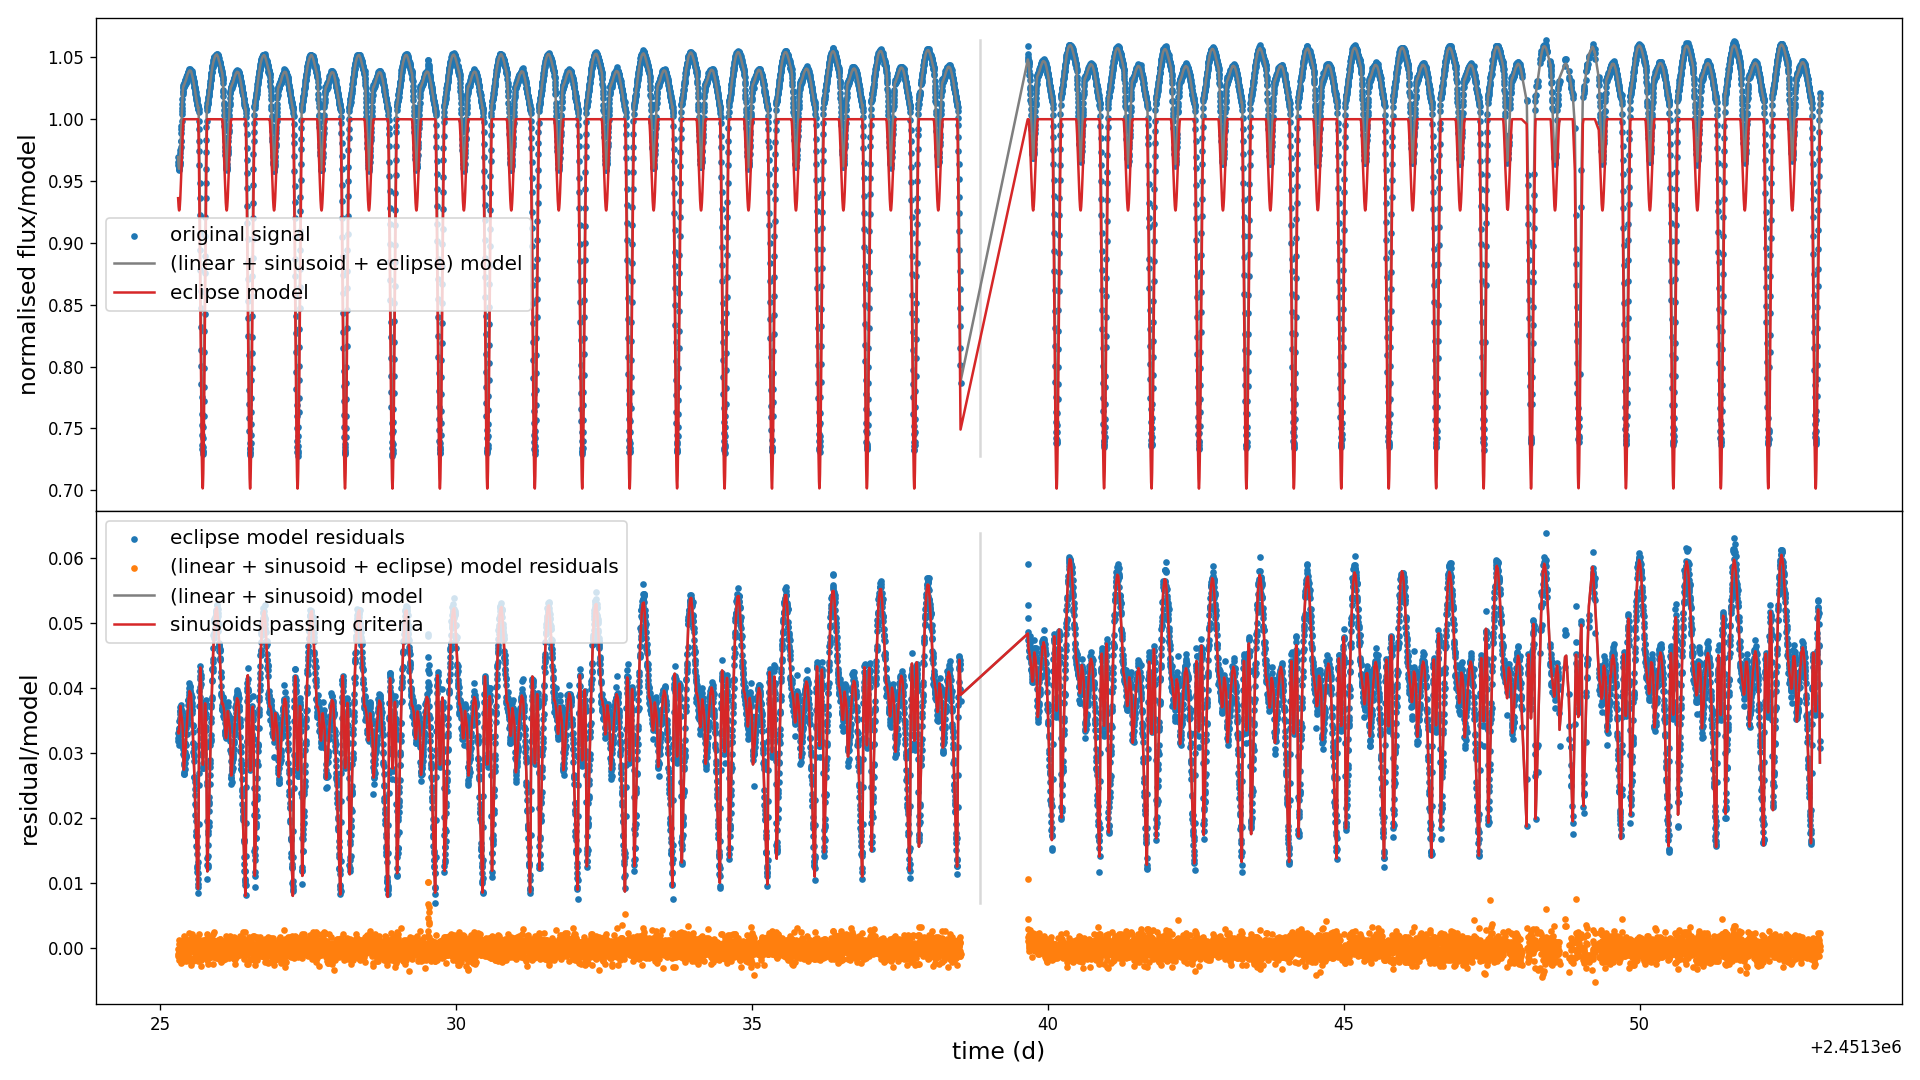 1.05
1.00
0.95
0.90
0.85
0.80
0.75
0.70
normalised flux/model
original signal
(linear + sinusoid + eclipse) model
eclipse model
0.06
0.05
0.04
0.03
0.02
0.01
0.00
residual/model
eclipse model residuals
(linear + sinusoid + eclipse) model residuals
(linear + sinusoid) model
sinusoids passing criteria
25
30
35
40
45
50
time (d)
+2.4513e6